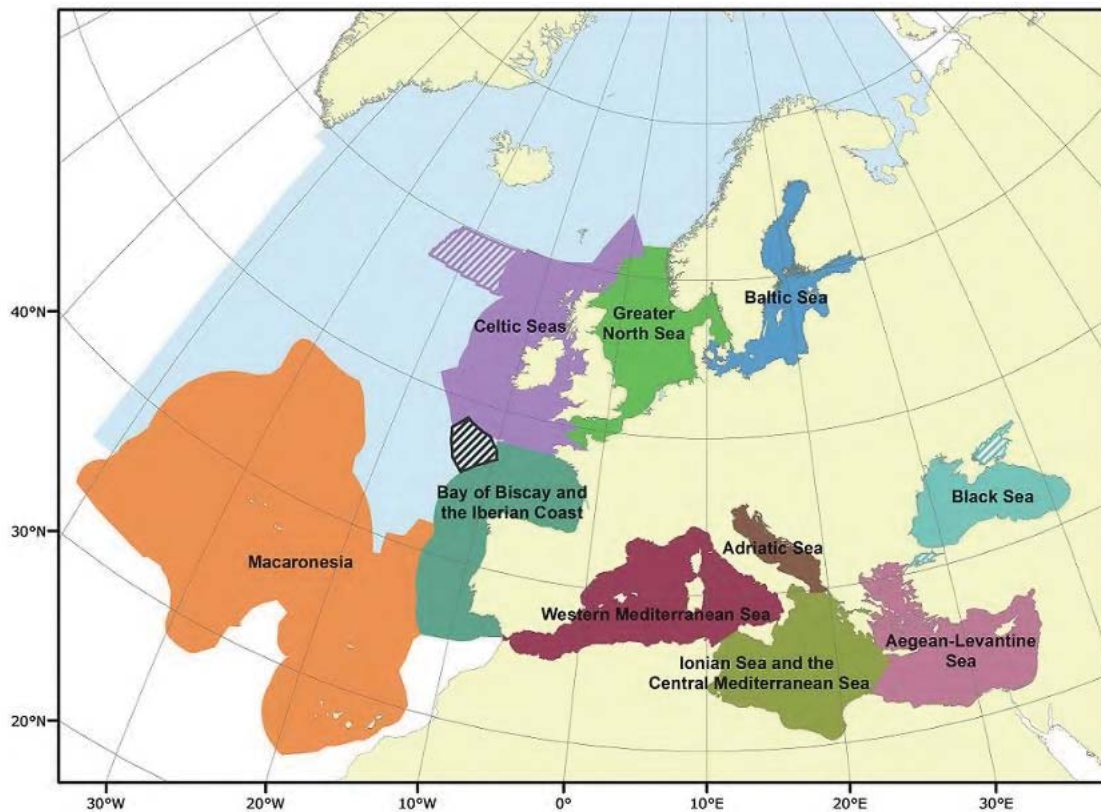 Celtic Seas
Greater
North Sea
Baltic Sea
40°N
Bay of Biscay and
the Iberian Coast
Black Sea
30°N
Macaronesia
Adriatic Sea
Western Mediterranean Sea
Aegean-Levantine
Sea
Ionian Sea and the
Central Mediterranean Sea
20°N
30°W
20°W
10°W
0°
10°E
20°E
30°E